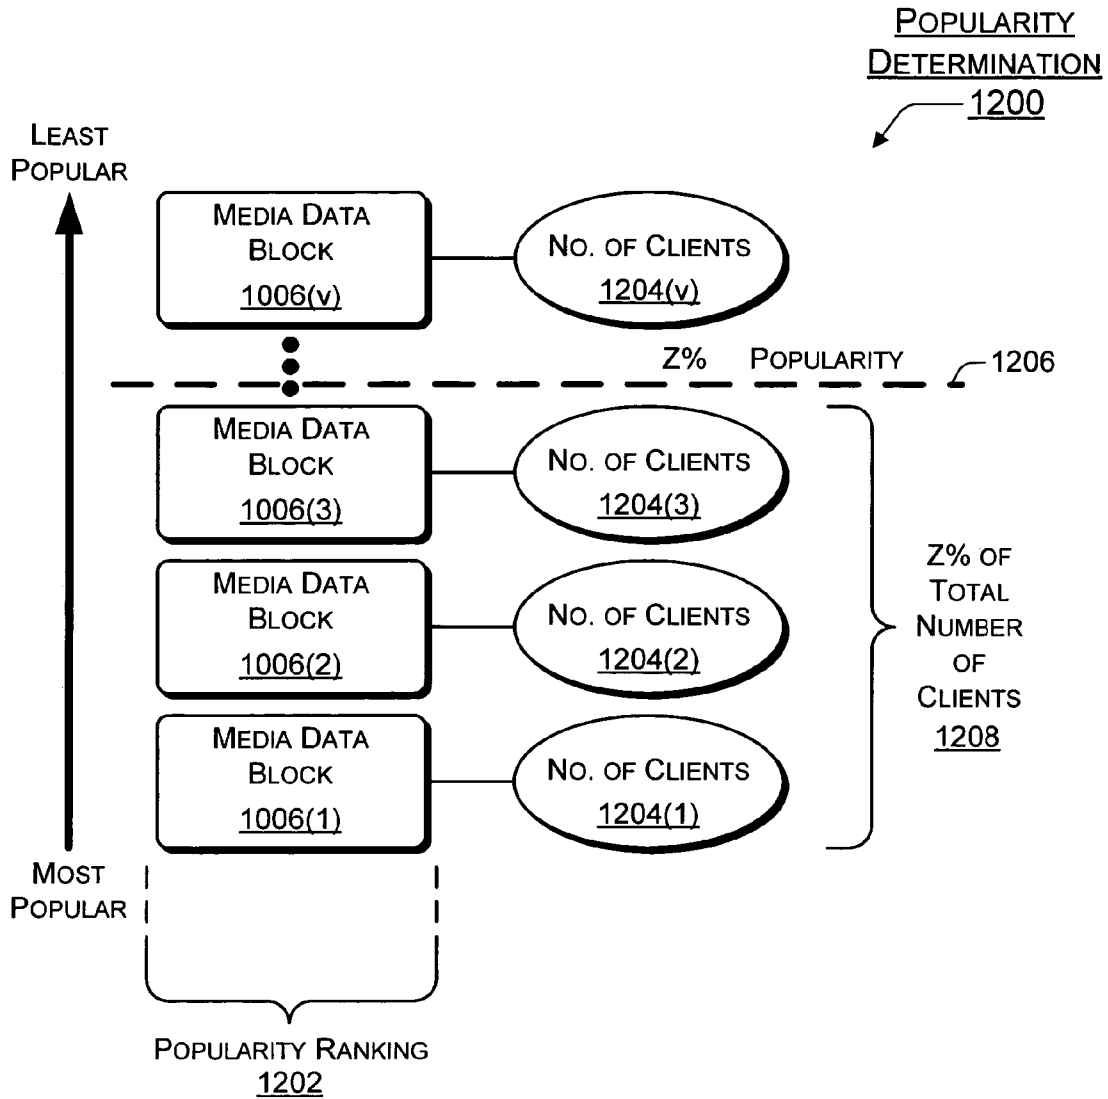 POPULARITY
DETERMINATION
1200
LEAST
POPULAR
MEDIA DATA
BLOCK
1006(v)
NO. OF CLIENTS
1204(v)
Z% POPULARITY
1206
MEDIA DATA
BLOCK
1006(3)
NO. OF CLIENTS
1204(3)
MEDIA DATA
BLOCK
1006(2)
NO. OF CLIENTS
1204(2)
MEDIA DATA
BLOCK
1006(1)
NO. OF CLIENTS
1204(1)
Z% OF
TOTAL
NUMBER
OF
CLIENTS
1208
MOST
POPULAR
POPULARITY RANKING
1202